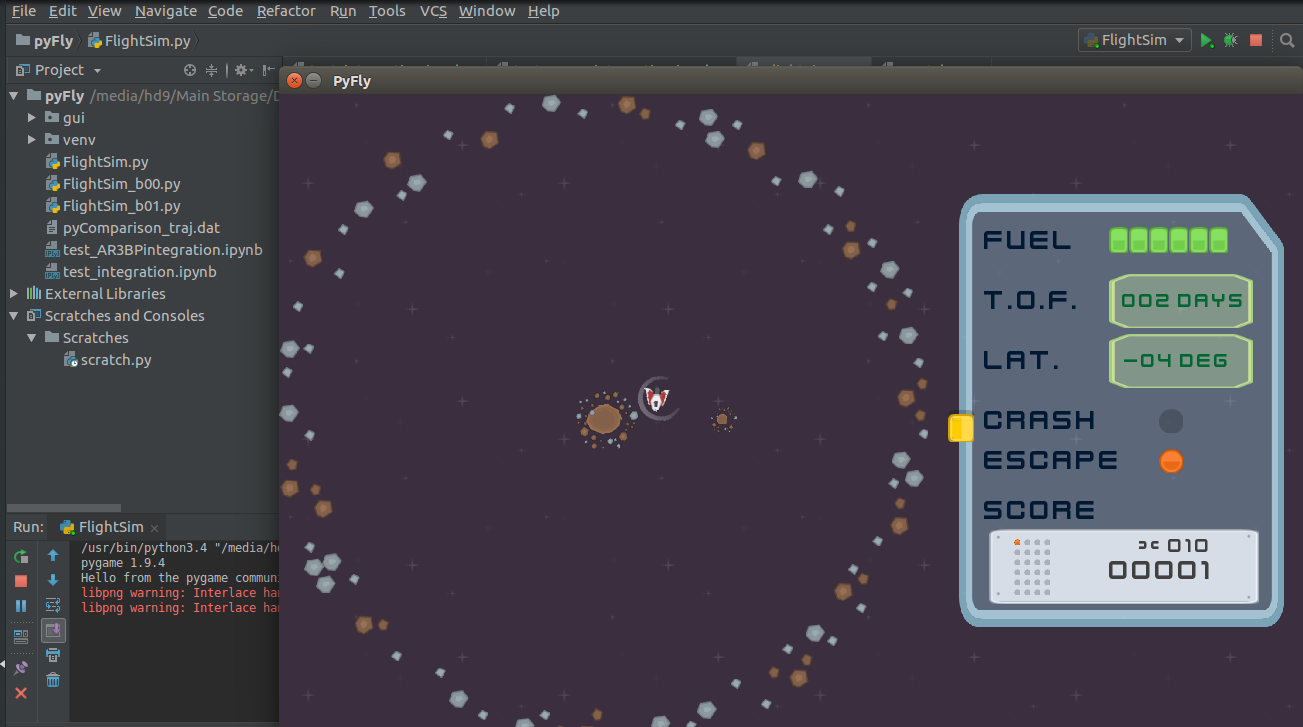 File Edit View Navigate Code Refactor Run Tools VCS Window Help
pyFly FlightSim.py FlightSim
Project
PyFly
pyFly /media/hd9/Main Storage/
gui
venv
FlightSim.py
FlightSim_b00.py
FlightSim_b01.py
pyComparison_traj.dat
test_AR3BPintegration.ipynb
test_integration.ipynb
External Libraries
Scratches and Consoles
Scratches
scratch.py
FUEL
T.O.F. 002 DAYS
LAT. -04 DEG
CRASH
ESCAPE
SCORE
x 010
00001
Run: FlightSim
/usr/bin/python3.4 "/media/
pygame 1.9.4
Hello from the pygame
libpng warning: Interlace
libpng warning: Interlace